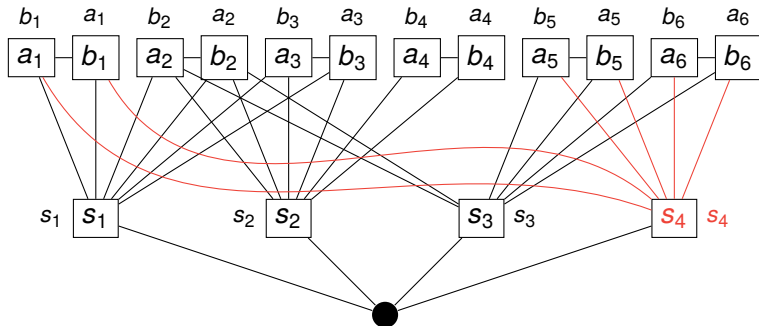 b₁ a₁ b₂ a₂ b₃ a₃ b₄ a₄ b₅ a₅ b₆ a₆
a₁ b₁ a₂ b₂ a₃ b₃ a₄ b₄ a₅ b₅ a₆ b₆
s₁ s₁ s₂ s₂ s₃ s₃ s₄ s₄